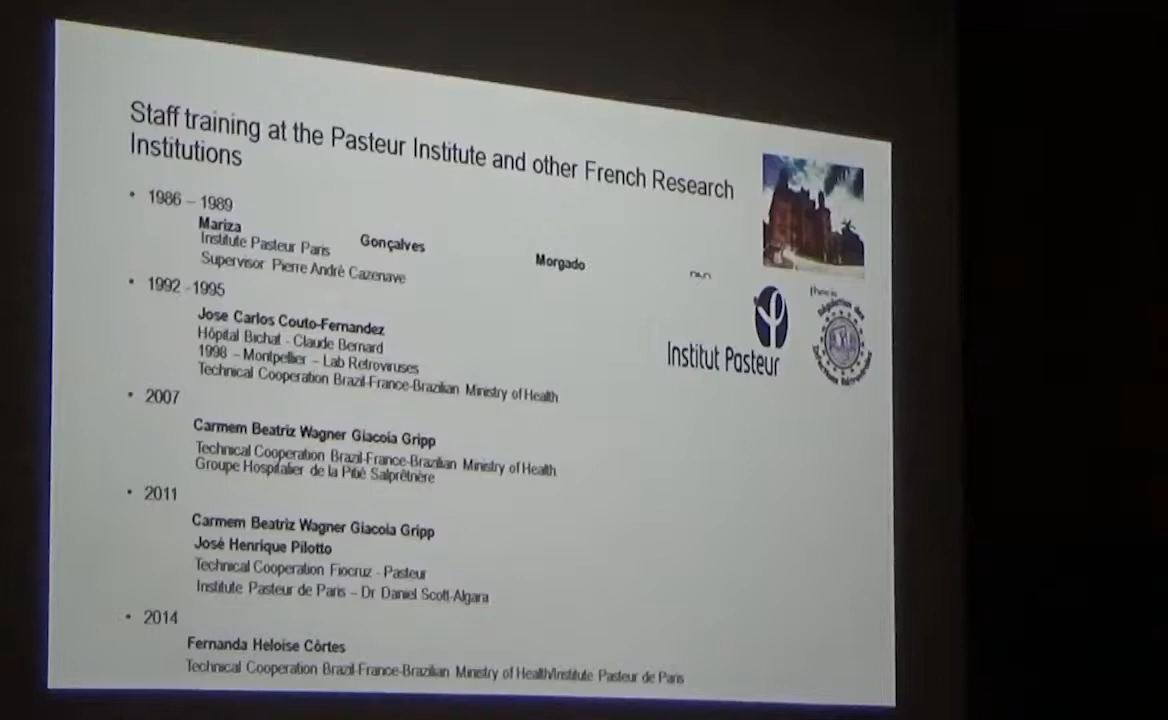 Staff training at the Pasteur Institute and other French Research
Institutions
• 1986 – 1989
Mariza Gonçalves Morgado
Institute Pasteur Paris
Supervisor Pierre André Cazenave
• 1992 -1995
Jose Carlos Couto-Fernandez
Hôpital Bichat - Claude Bernard
1998 – Montpellier – Lab Retroviruses
Technical Cooperation Brazil-France-Brazilian Ministry of Health
• 2007
Carmem Beatriz Wagner Giacoia Gripp
Technical Cooperation Brazil-France-Brazilian Ministry of Health
Groupe Hospitalier de la Pitiè Salprêtnère
• 2011
Carmem Beatriz Wagner Giacoia Gripp
José Henrique Pilotto
Technical Cooperation Fiocruz - Pasteur
Institute Pasteur de Paris – Dr Daniel Scott-Algara
• 2014
Fernanda Heloise Côrtes
Technical Cooperation Brazil-France-Brazilian Ministry of Health/Institute Pasteur de Paris
Institut Pasteur